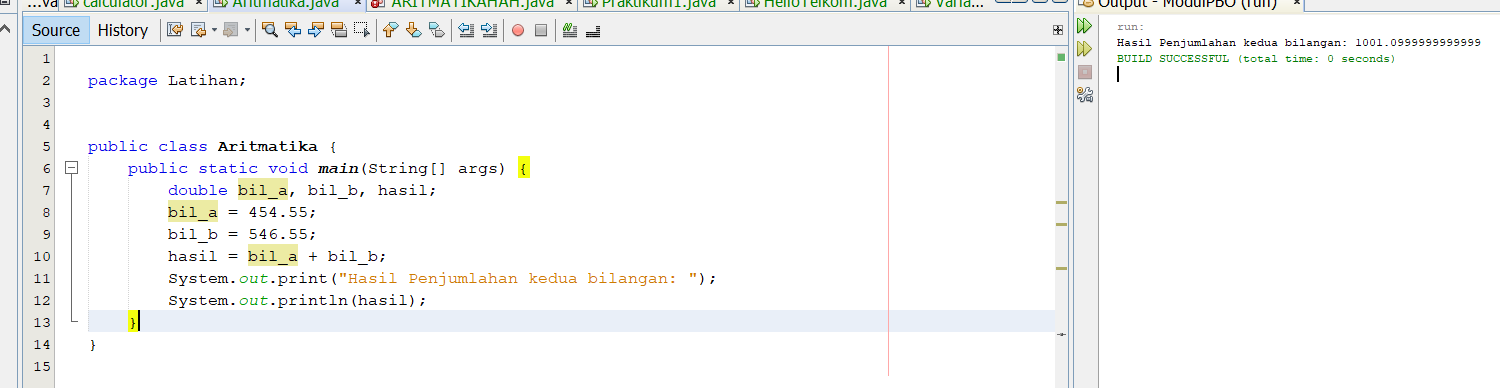 ...va
calculator.java
Aritmatika.java
ARITMATIKAHAH.java
Praktikum1.java
HelloTelkom.java
Varia...
Output - ModulPBO (run)
Source History
1
2 package Latihan;
3
4
5 public class Aritmatika {
6 public static void main(String[] args) {
7 double bil_a, bil_b, hasil;
8 bil_a = 454.55;
9 bil_b = 546.55;
10 hasil = bil_a + bil_b;
11 System.out.print("Hasil Penjumlahan kedua bilangan: ");
12 System.out.println(hasil);
13 }
14 }
15
run:
Hasil Penjumlahan kedua bilangan: 1001.0999999999999
BUILD SUCCESSFUL (total time: 0 seconds)